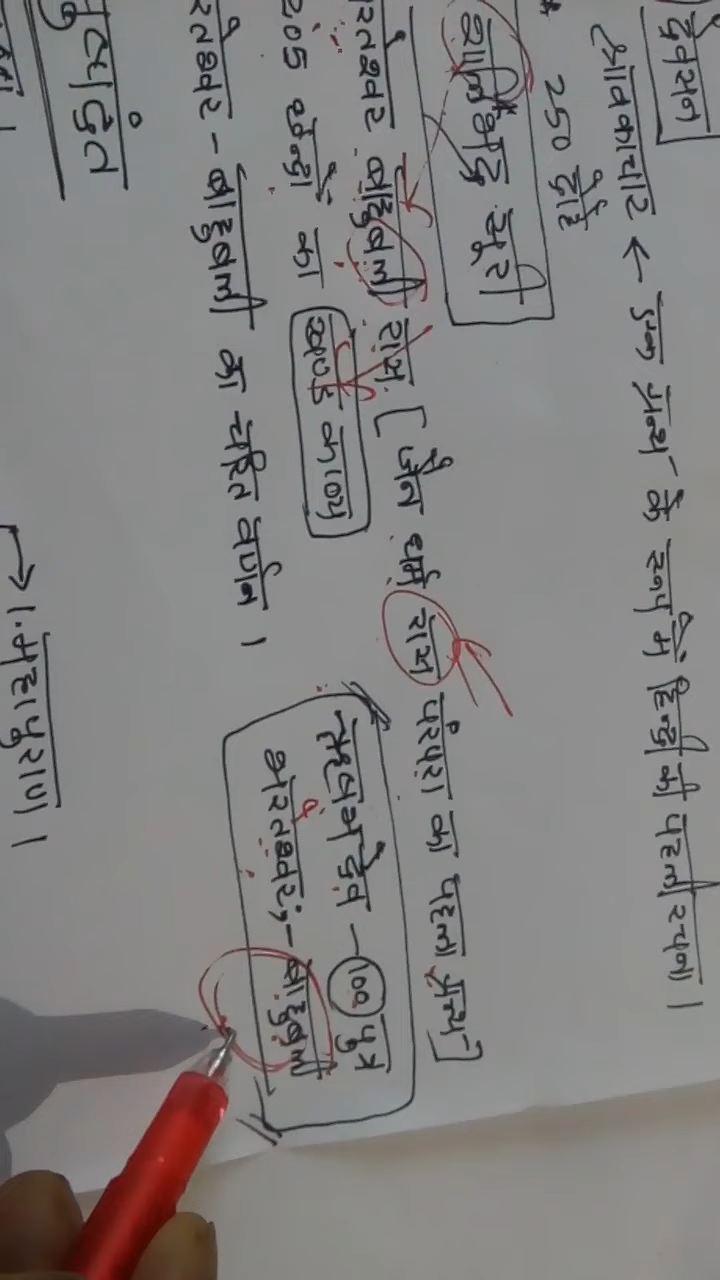 देवसेन
श्रावकाचार ← इनका ग्रन्थ के रूप में हिन्दी की पहली रचना ।
* 250 दोहे
शालिभद्र सूरी
भरतेश्वर बाहुबली रास [जैन धर्म रास परंपरा का पहला ग्रन्थ]
205 छन्दों का खण्ड काव्य
भरतेश्वर - बाहुबली का चरित वर्णन ।
ऋषभदेव - 100 पुत्र
भरतेश्वर, - बाहुबली
पुष्पदंत
→ 1. महापुराण ।